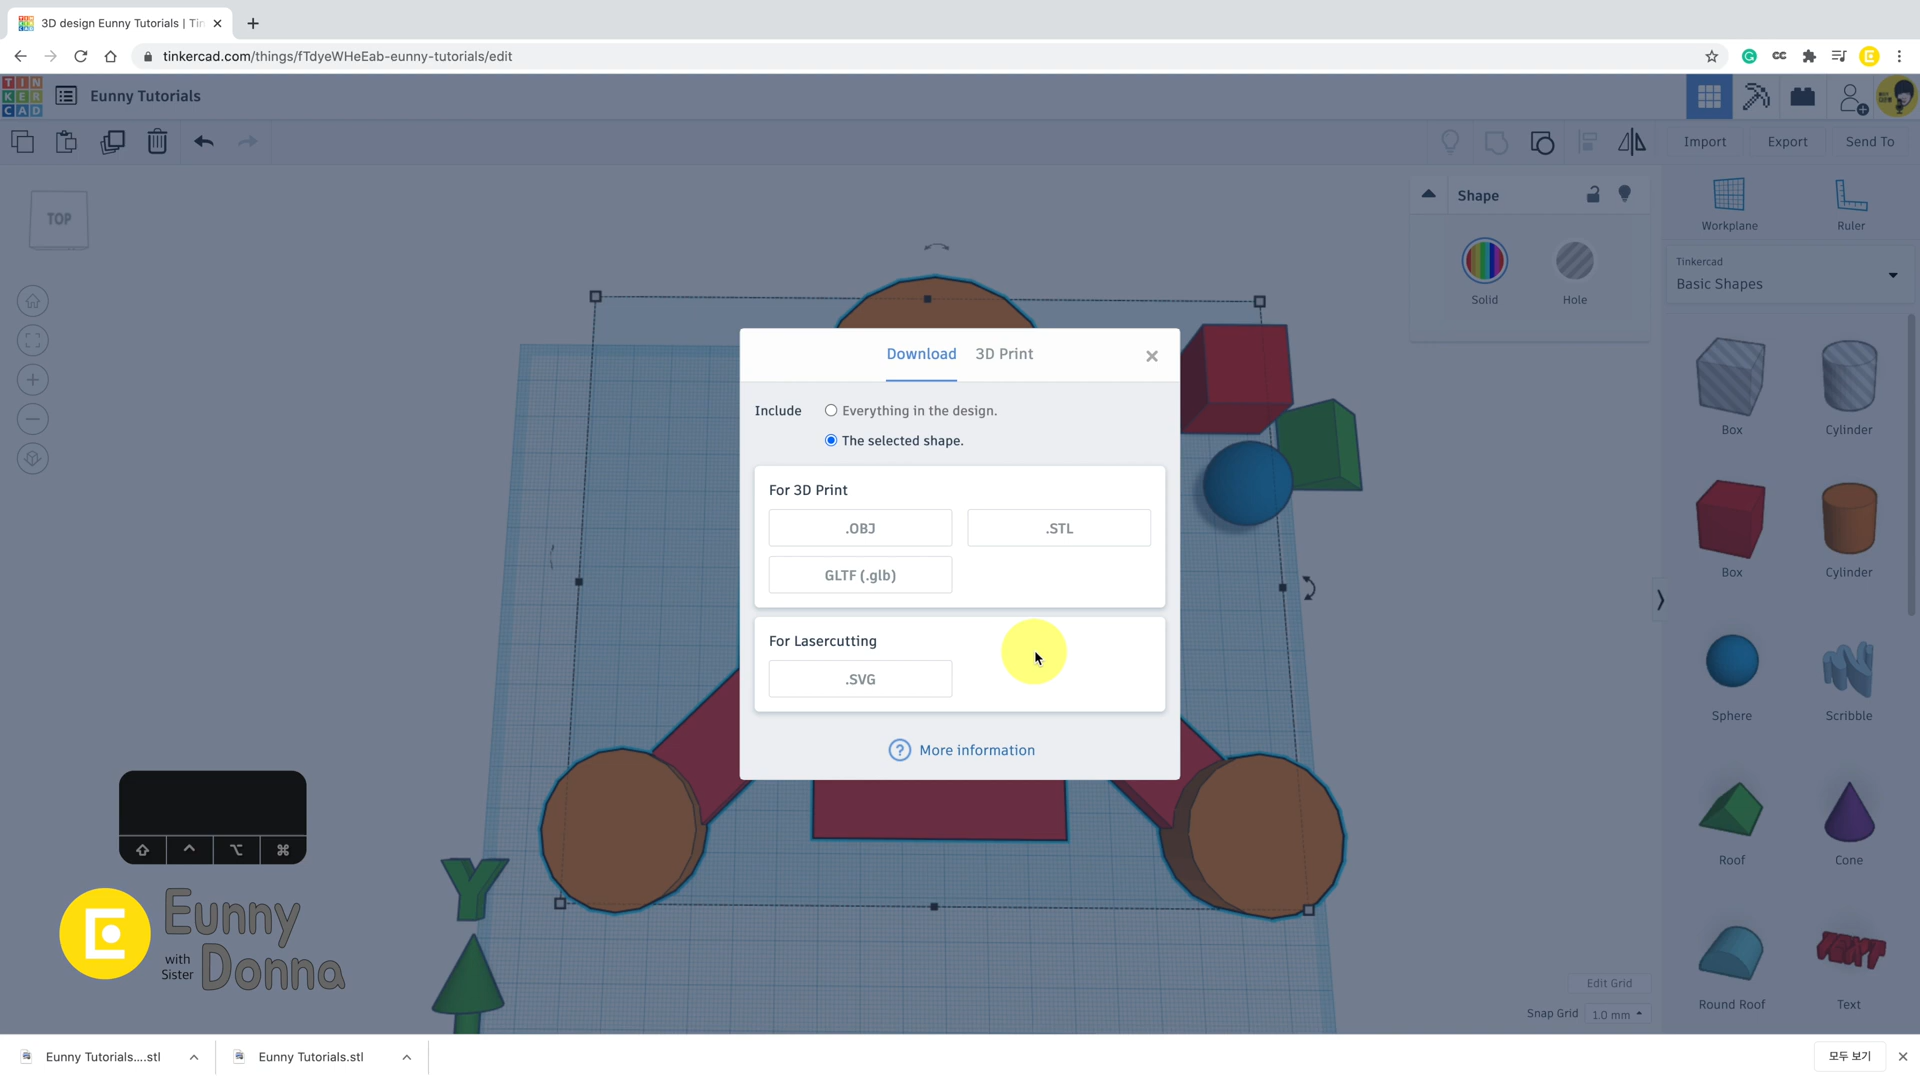 3D design Eunny Tutorials | Tin
tinkercad.com/things/fTdyeWHeEab-eunny-tutorials/edit
CC
TIN
KER
CAD
Eunny Tutorials
Import
Export
Send To
TOP
Shape
Solid
Hole
Workplane
Ruler
Tinkercad
Basic Shapes
Box
Cylinder
Box
Cylinder
Sphere
Scribble
Roof
Cone
Round Roof
Text
TEXT
Download
3D Print
Include
Everything in the design.
The selected shape.
For 3D Print
.OBJ
.STL
GLTF (.glb)
For Lasercutting
.SVG
More information
Y
Eunny
with
Sister
Donna
Edit Grid
Snap Grid
1.0 mm
Eunny Tutorials....stl
Eunny Tutorials.stl
모두 보기